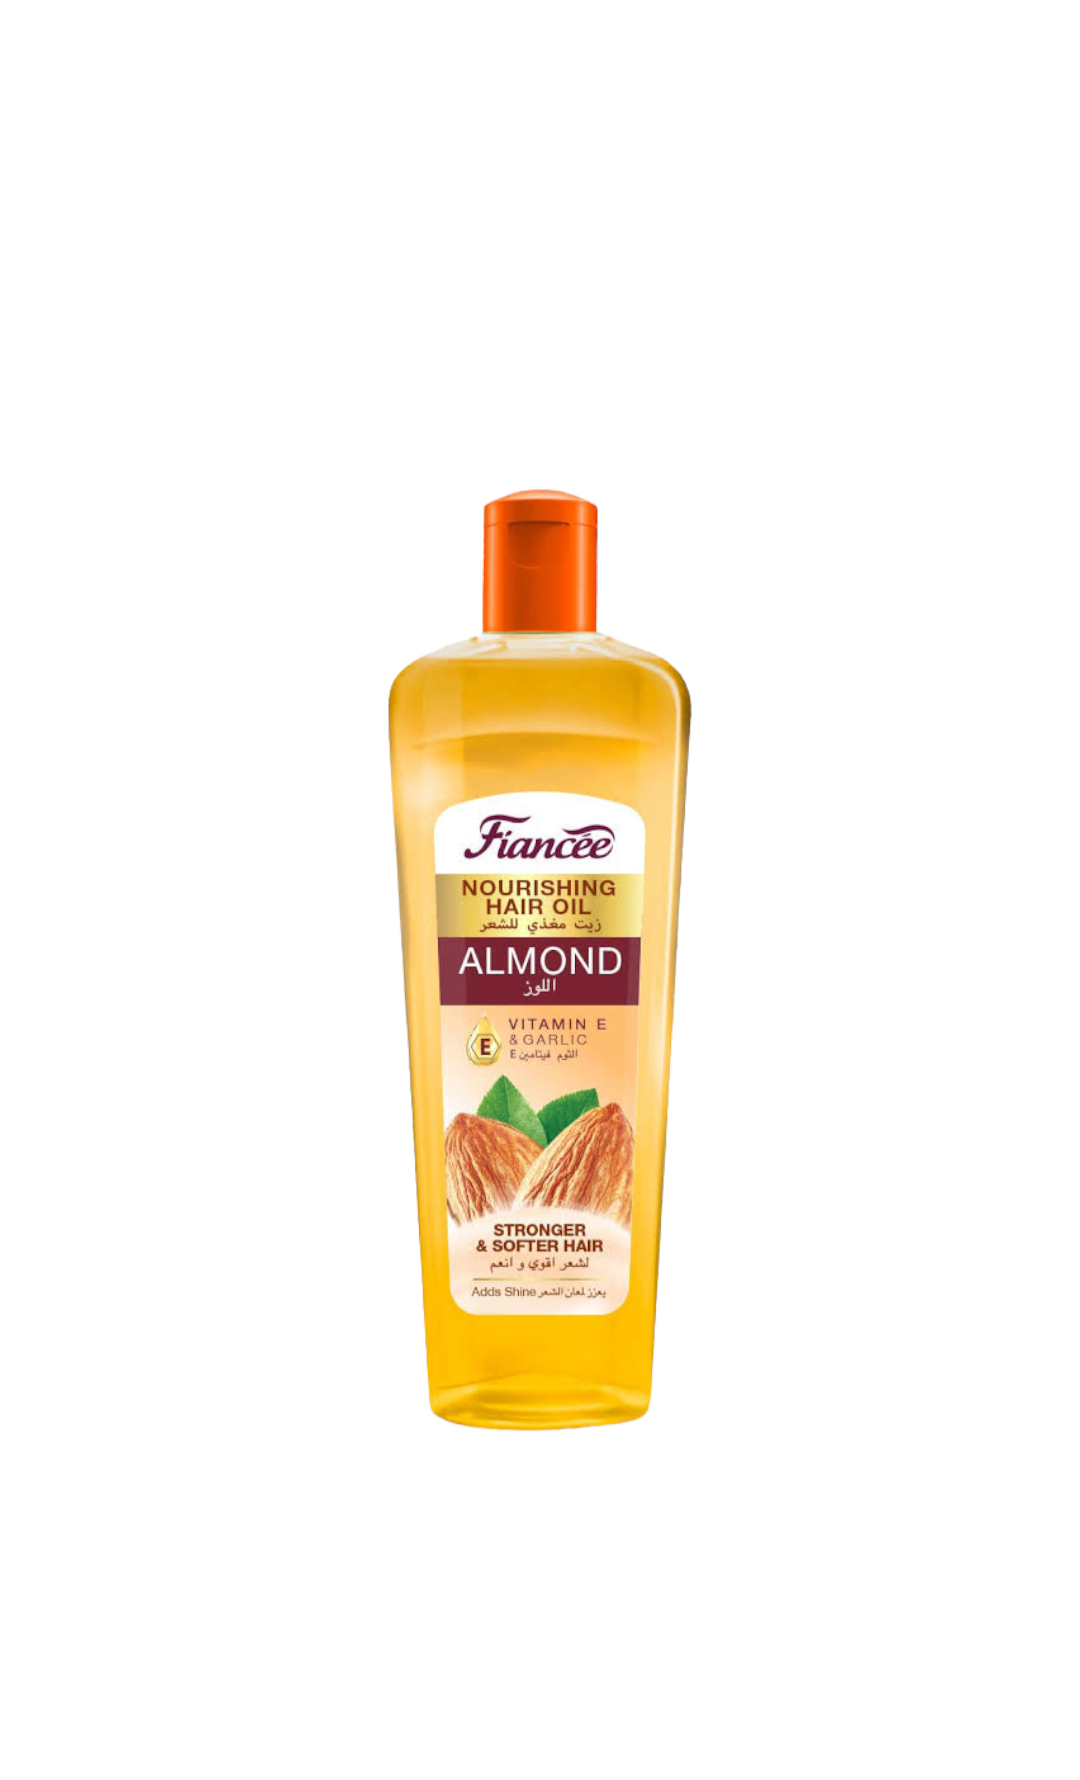 Fiancée
NOURISHING
HAIR OIL
زيت مغذي للشعر
ALMOND
اللوز
E
VITAMIN E
& GARLIC
الثوم فيتامين E
STRONGER
& SOFTER HAIR
لشعر اقوي و انعم
Adds Shine يعزز لمعان الشعر